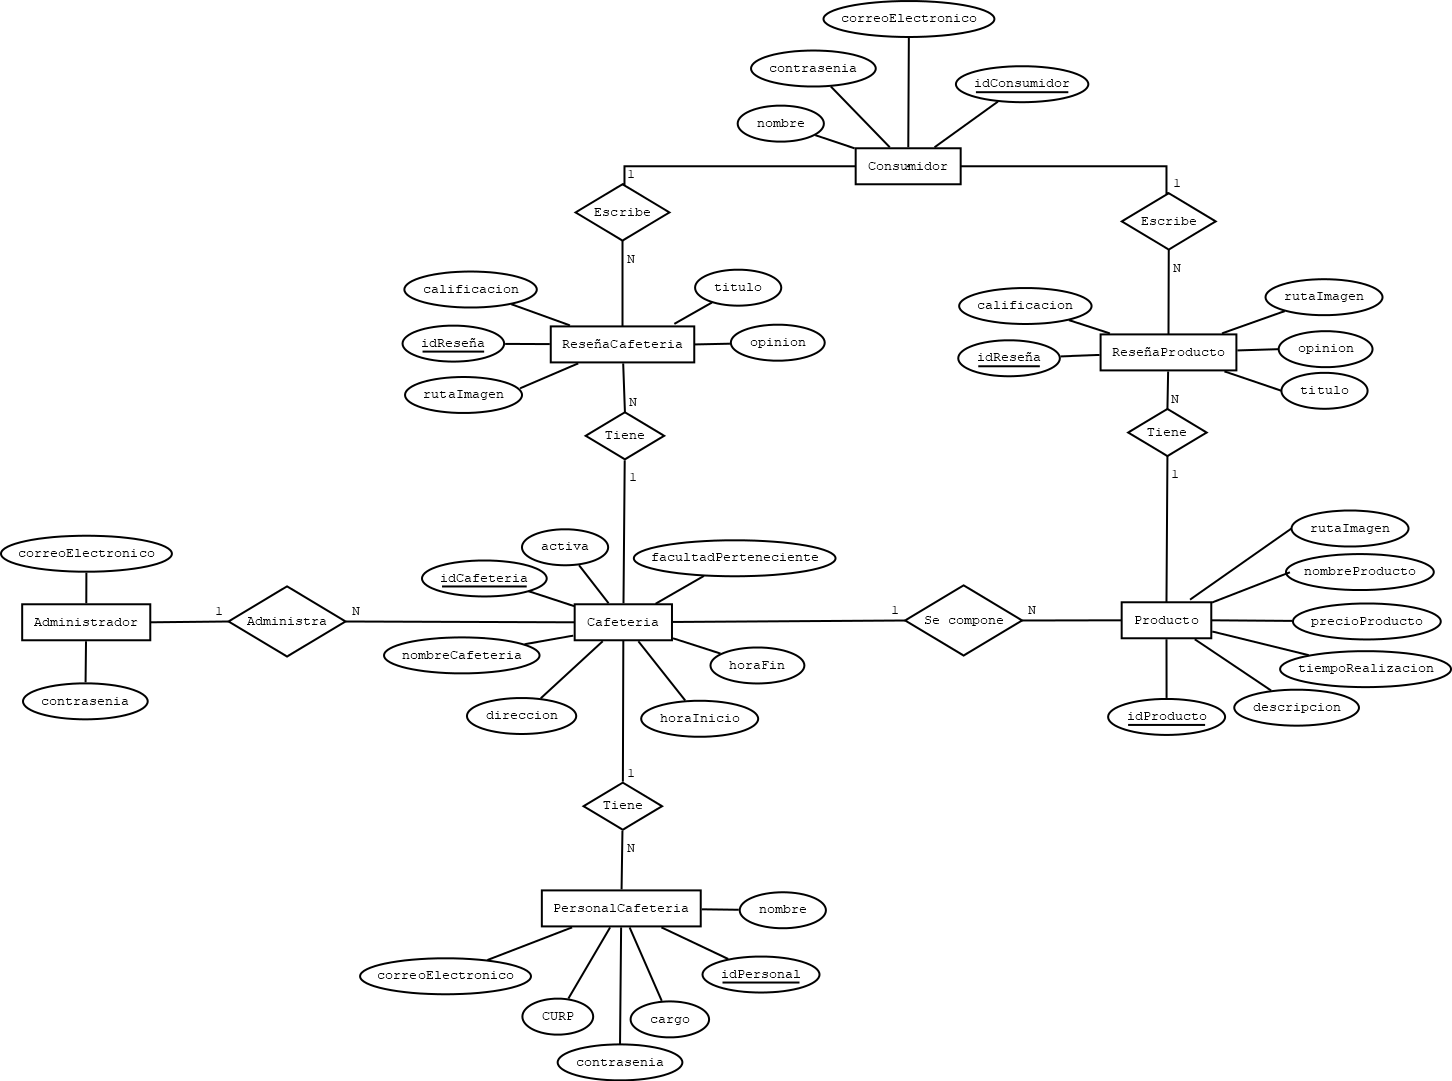 correoElectronico
contrasenia
idConsumidor
nombre
Consumidor
1
1
Escribe
Escribe
N
N
calificacion
titulo
rutaImagen
calificacion
idReseña
ReseñaCafeteria
opinion
idReseña
ReseñaProducto
opinion
rutaImagen
titulo
N
N
Tiene
Tiene
1
1
correoElectronico
activa
facultadPerteneciente
rutaImagen
idCafeteria
nombreProducto
Administrador
1
Administra
N
Cafeteria
1
Se compone
N
Producto
precioProducto
nombreCafeteria
horaFin
tiempoRealizacion
contrasenia
direccion
horaInicio
idProducto
descripcion
1
Tiene
N
PersonalCafeteria
nombre
correoElectronico
idPersonal
CURP
cargo
contrasenia